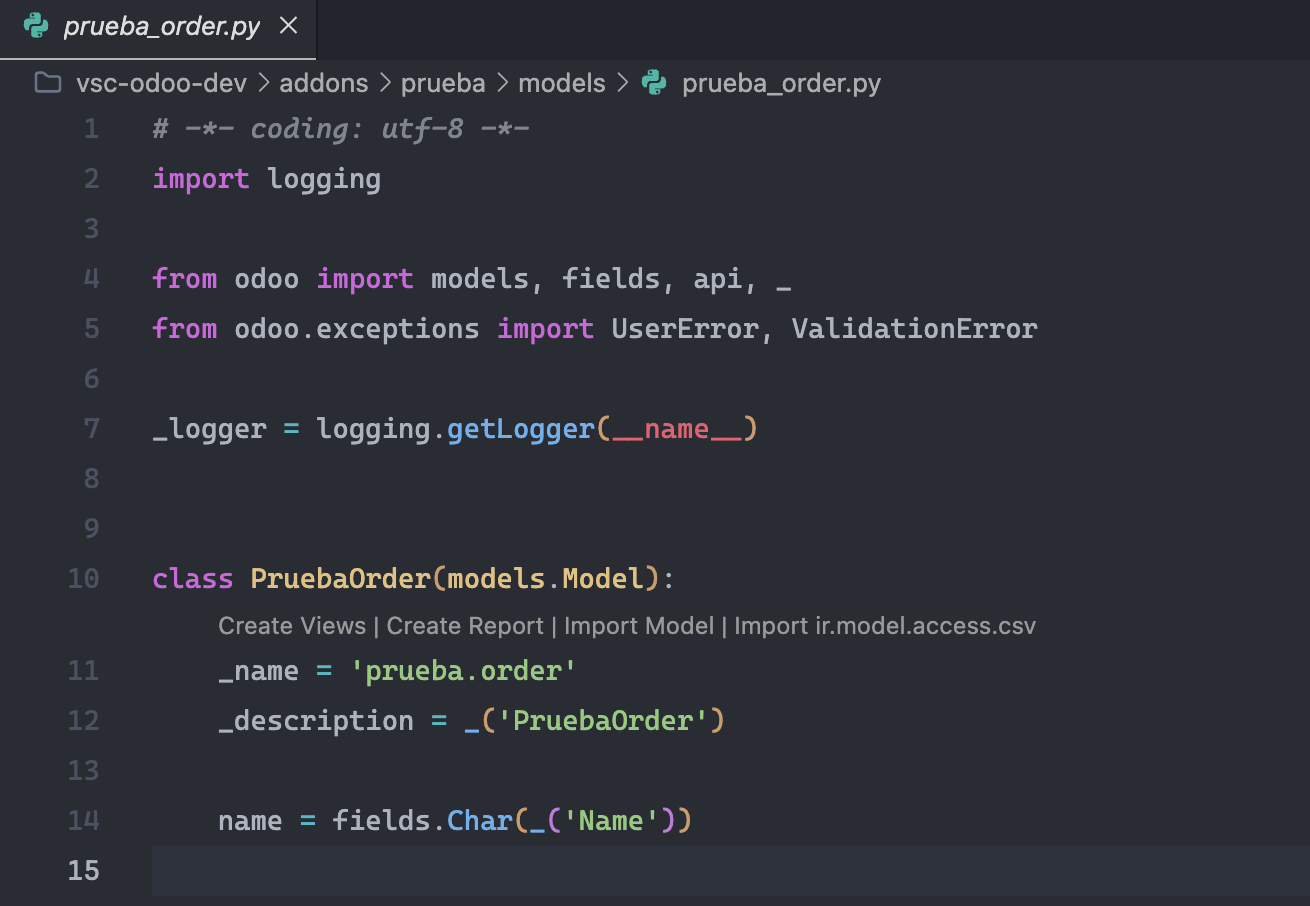 prueba_order.py
vsc-odoo-dev > addons > prueba > models > prueba_order.py
1 # -*- coding: utf-8 -*-
2 import logging
3
4 from odoo import models, fields, api, _
5 from odoo.exceptions import UserError, ValidationError
6
7 _logger = logging.getLogger(__name__)
8
9
10 class PruebaOrder(models.Model):
Create Views | Create Report | Import Model | Import ir.model.access.csv
11 _name = 'prueba.order'
12 _description = _('PruebaOrder')
13
14 name = fields.Char(_('Name'))
15